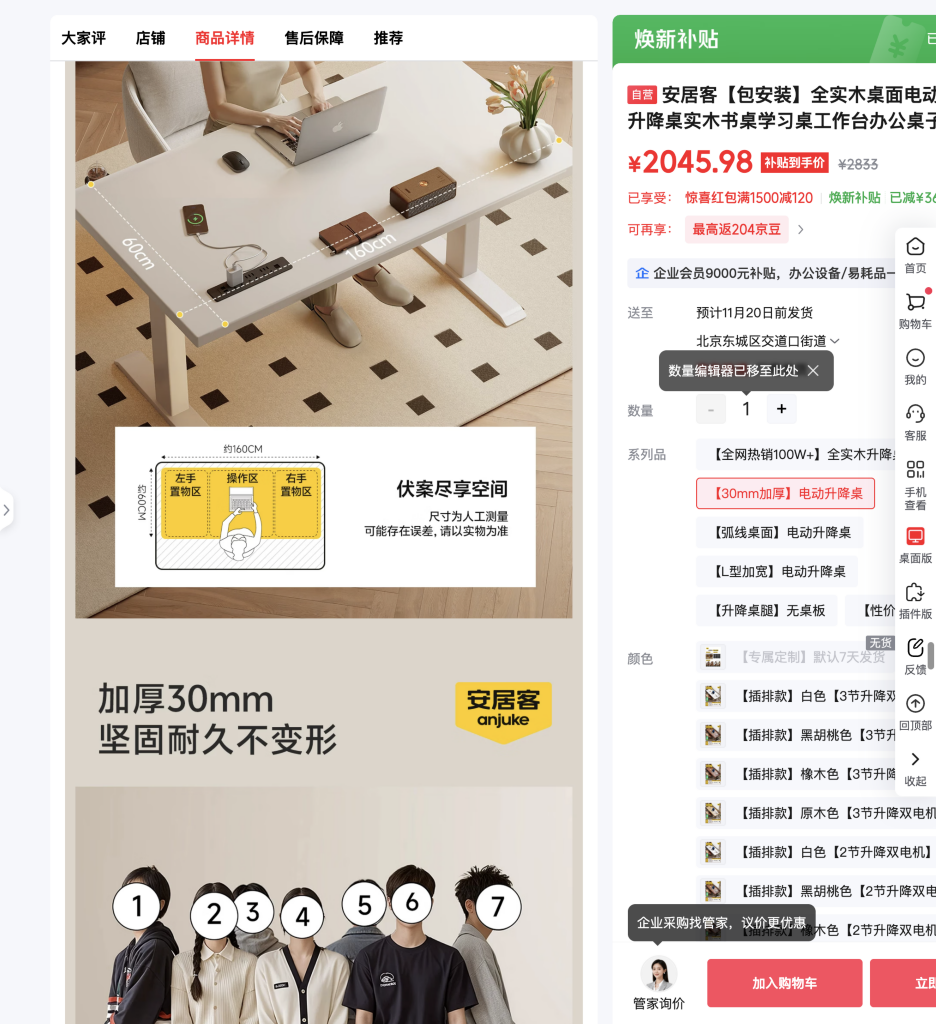 大家评
店铺
商品详情
售后保障
推荐
60cm
160cm
约160CM
约60CM
左手
置物区
操作区
右手
置物区
伏案尽享空间
尺寸为人工测量
可能存在误差,请以实物为准
加厚30mm
坚固耐久不变形
安居客
anjuke
1
2
3
4
5
6
7
焕新补贴
已
自营 安居客【包安装】全实木桌面电动
升降桌实木书桌学习桌工作台办公桌子
¥2045.98 补贴到手价 ¥2833
已享受: 惊喜红包满1500减120 焕新补贴 已减¥36
可再享: 最高返204京豆
企 企业会员9000元补贴，办公设备/易耗品一
送至 预计11月20日前发货
北京东城区交道口街道
数量编辑器已移至此处
数量 - 1 +
系列品 【全网热销100W+】全实木升降
【30mm加厚】电动升降桌
【弧线桌面】电动升降桌
【L型加宽】电动升降桌
【升降桌腿】无桌板 【性价
无货
颜色 【专属定制】默认7天发货
【插排款】白色【3节升降双
【插排款】黑胡桃色【3节升
【插排款】橡木色【3节升降
【插排款】原木色【3节升降双电机
【插排款】白色【2节升降双电机】
【插排款】黑胡桃色【2节升降双电
【插排款】橡木色【2节升降双电机
企业采购找管家，议价更优惠
管家询价
加入购物车
立即
首页
购物车
我的
客服
手机
查看
桌面版
插件版
反馈
回顶部
收起